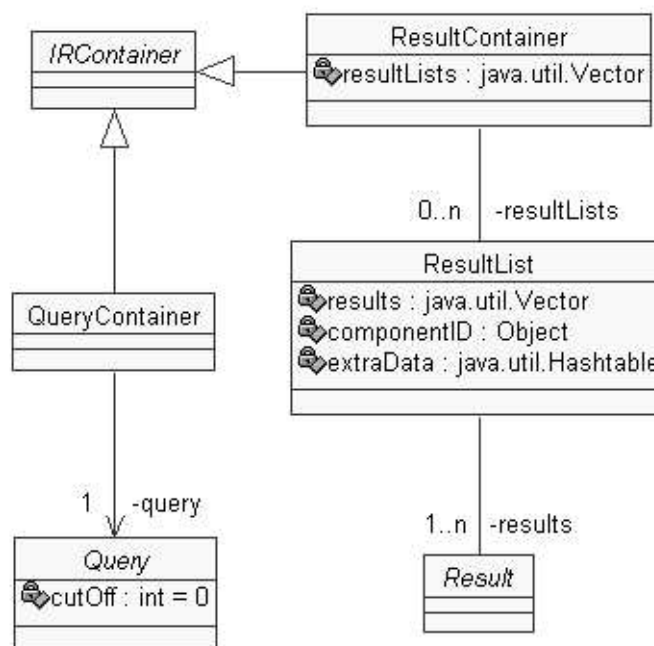 IRContainer
ResultContainer
resultLists : java.util.Vector
0..n -resultLists
ResultList
results : java.util.Vector
componentID : Object
extraData : java.util.Hashtable
QueryContainer
1 -query
1..n -results
Query
cutOff : int = 0
Result